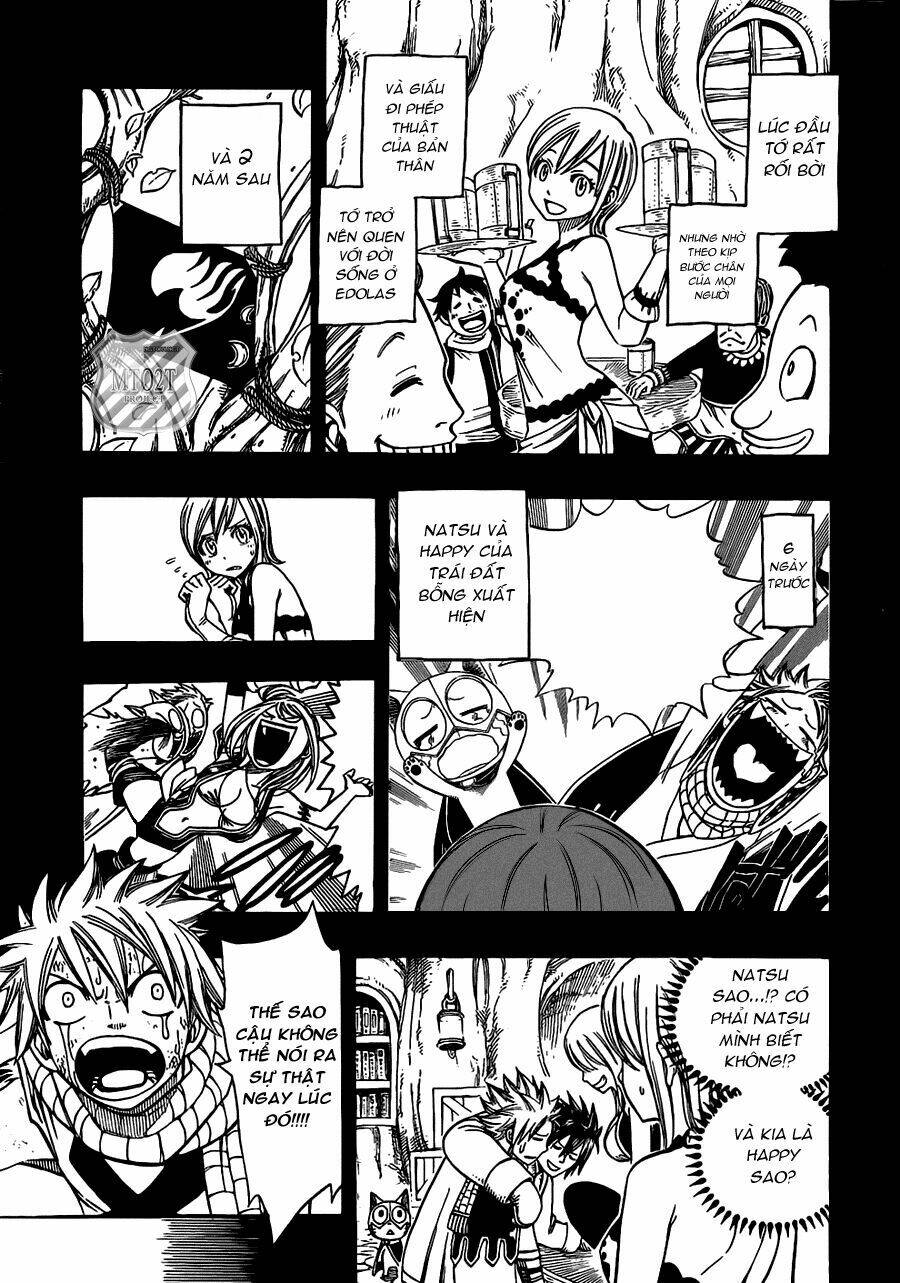 LÚC ĐẦU
TỚ RẤT
RỐI BỜI
NHƯNG NHỜ
THEO KỊP
BƯỚC CHÂN
CỦA MỌI
NGƯỜI
VÀ GIẤU
ĐI PHÉP
THUẬT
CỦA BẢN
THÂN
TỚ TRỞ
NÊN QUEN
VỚI ĐỜI
SỐNG Ở
EDOLAS
VÀ 2
NĂM SAU
MTO2T
PROJECT
6
NGÀY
TRƯỚC
NATSU VÀ
HAPPY CỦA
TRÁI ĐẤT
BỖNG XUẤT
HIỆN
NATSU
SAO...!? CÓ
PHẢI NATSU
MÌNH BIẾT
KHÔNG!?
VÀ KIA LÀ
HAPPY
SAO?
THẾ SAO
CẬU KHÔNG
THỂ NÓI RA
SỰ THẬT
NGAY LÚC
ĐÓ!!!!